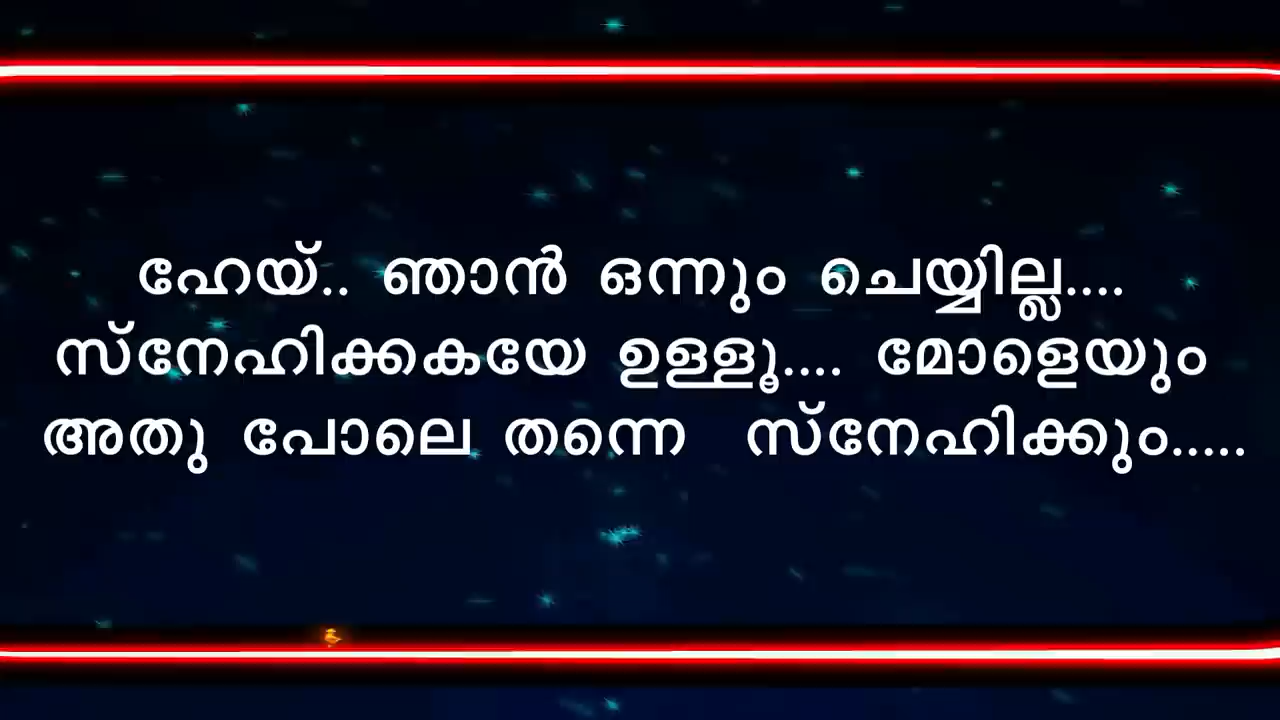 ഹേയ്.. ഞാൻ ഒന്നും ചെയ്യില്ല....
സ്നേഹിക്കകയേ ഉള്ളൂ.... മോളെയും
അതു പോലെ തന്നെ സ്നേഹിക്കും.....